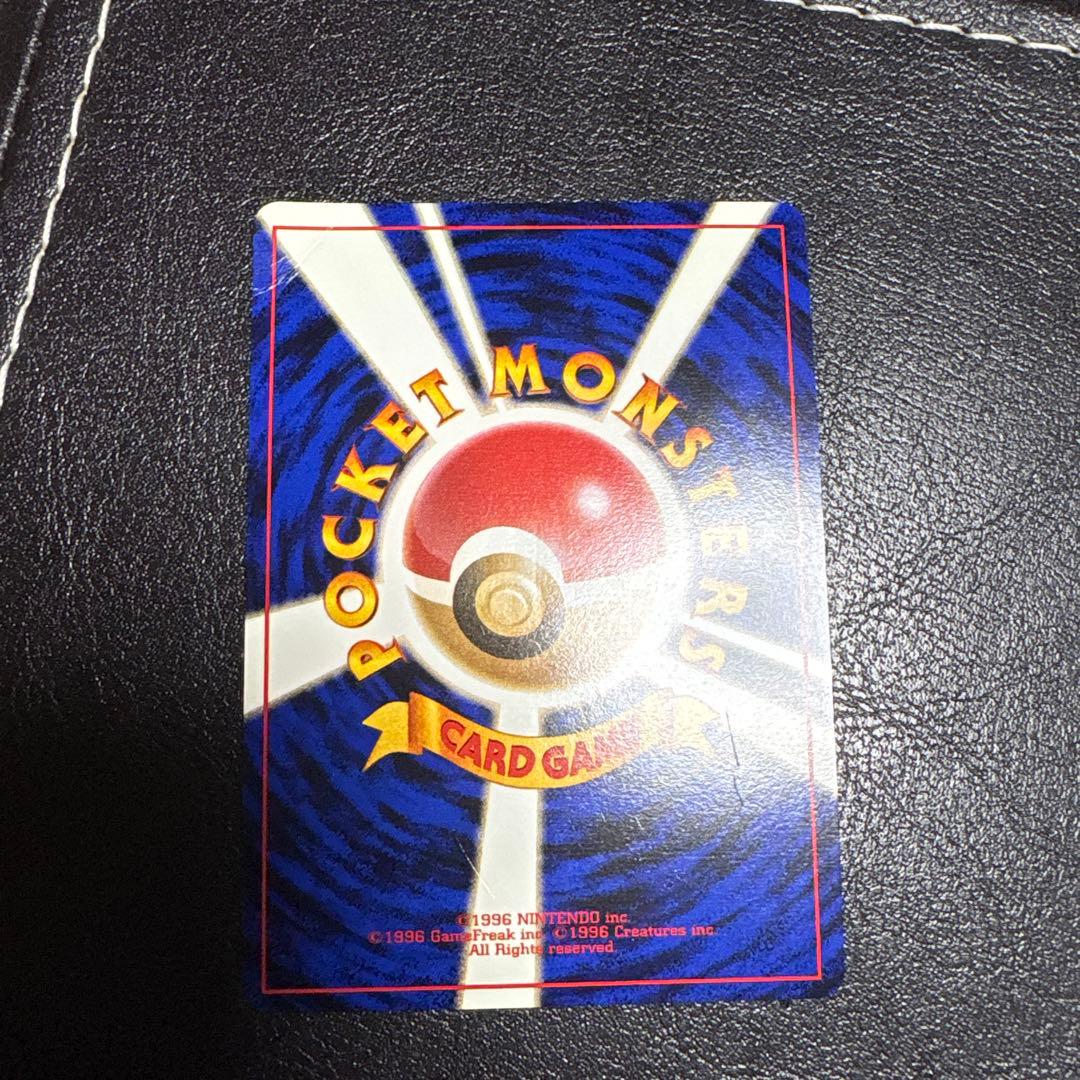 POCKET MONSTERS
CARD GAME
©1996 NINTENDO inc.
©1996 GameFreak inc. ©1996 Creatures inc.
All Rights reserved.